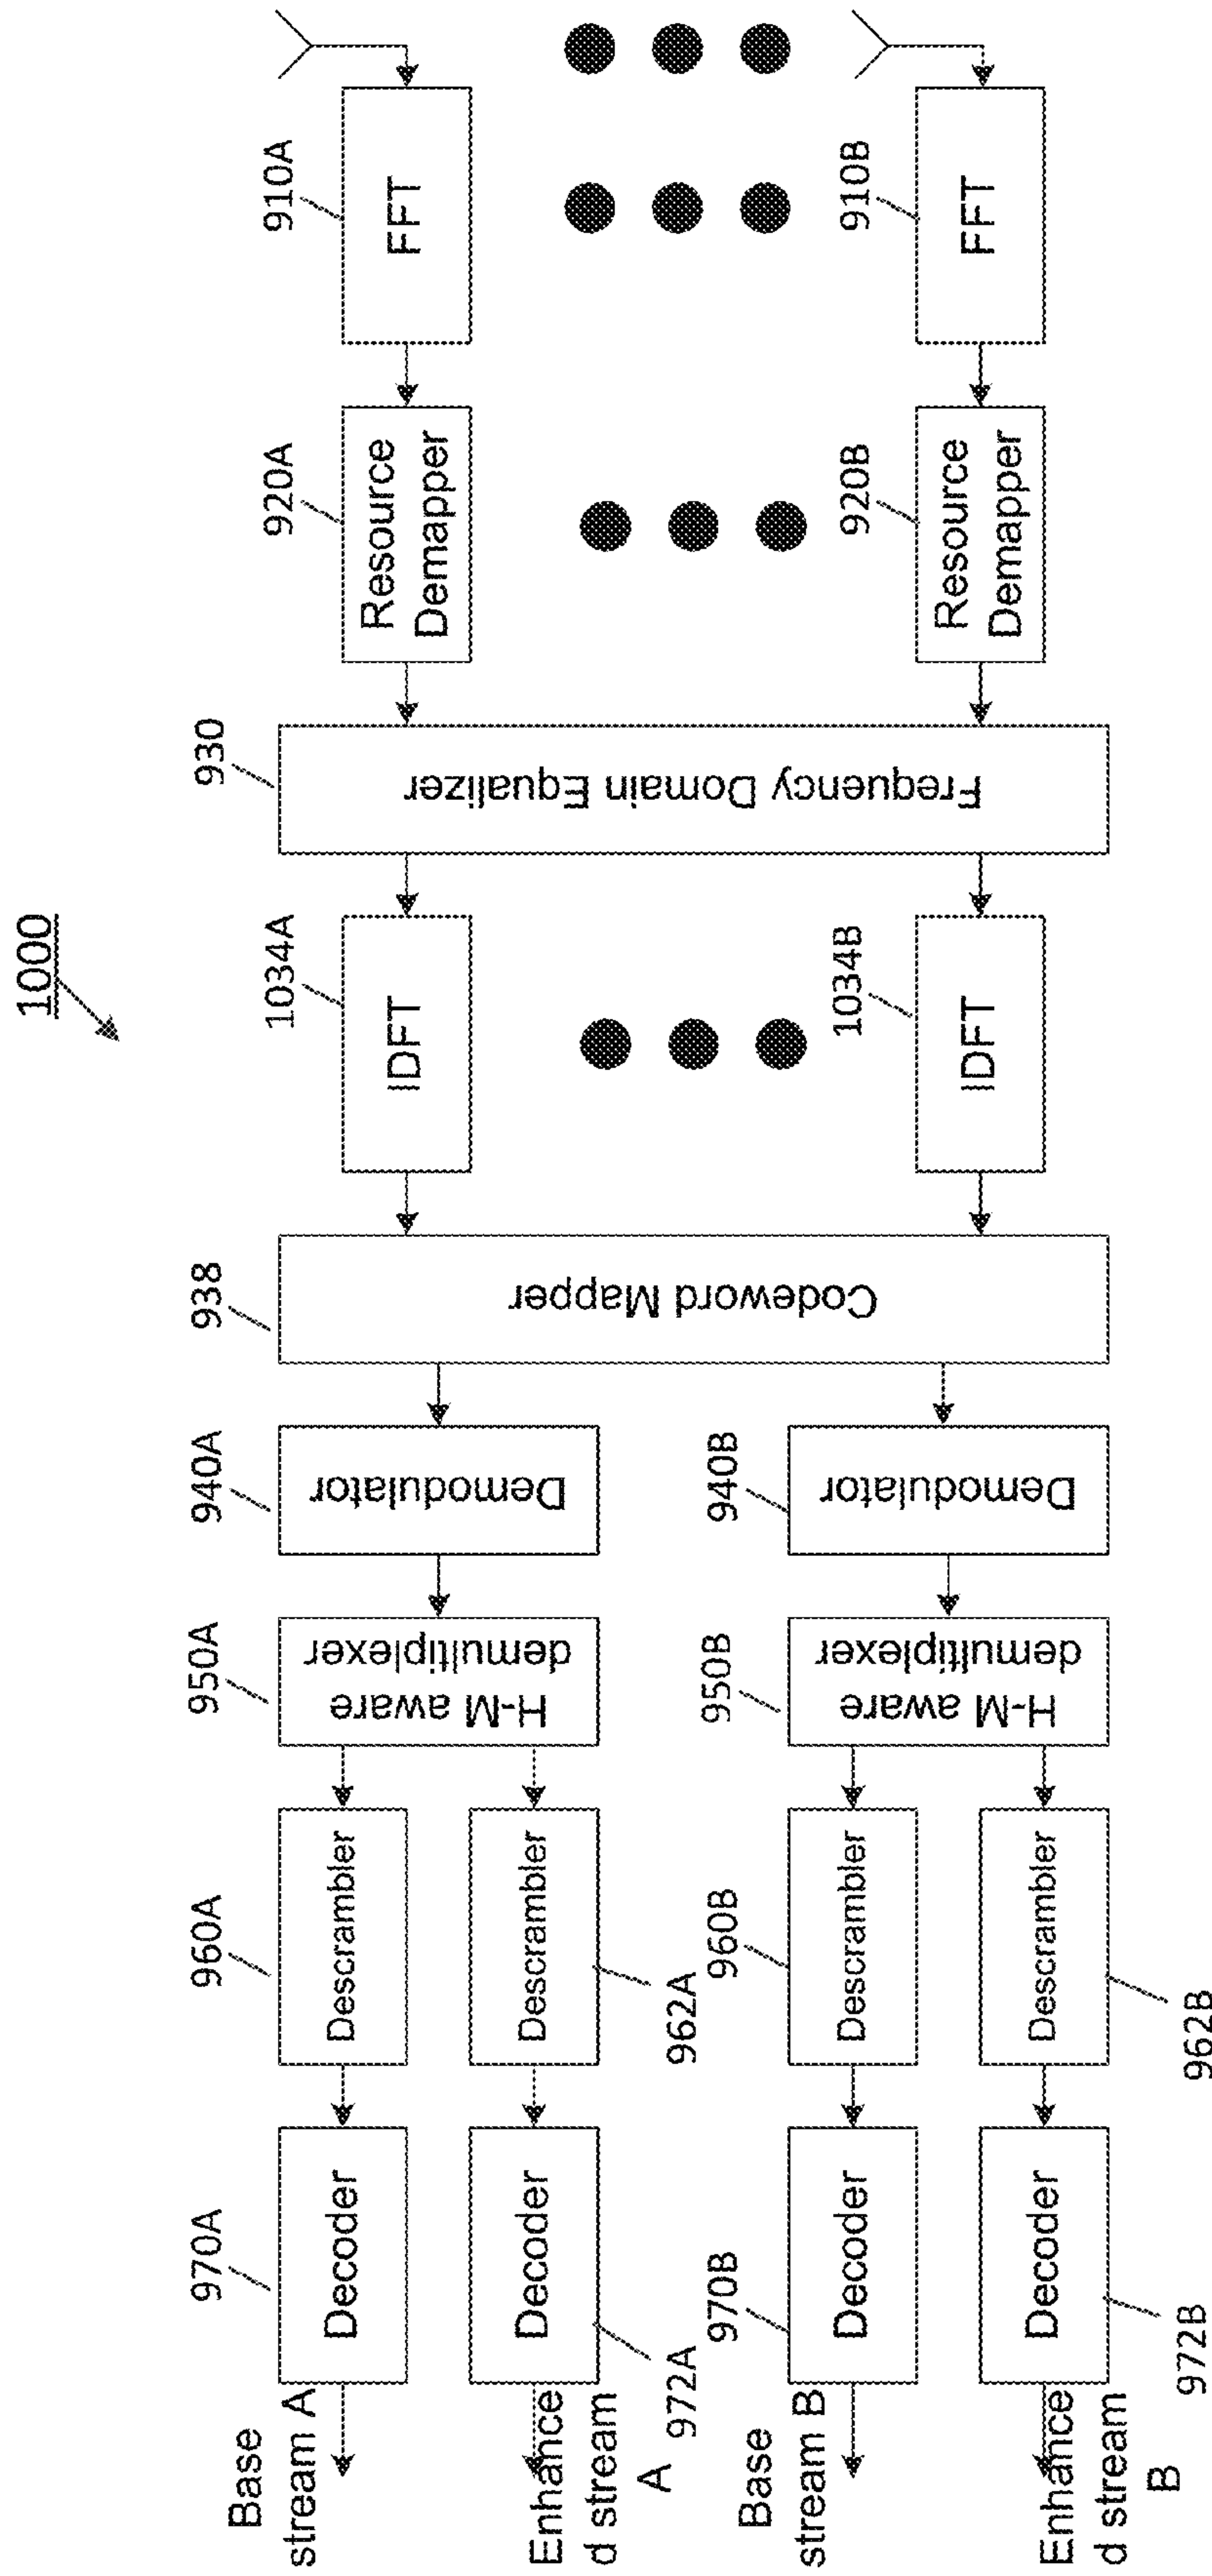 1000
910A
FFT
920A
Resource
Demapper
930
Frequency Domain Equalizer
1034A
IDFT
938
Codeword Mapper
940A
Demodulator
950A
H-M aware
demultiplexer
960A
Descrambler
970A
Decoder
Base
stream A
962A
Descrambler
972A
Decoder
Enhance
d stream
A
910B
FFT
920B
Resource
Demapper
1034B
IDFT
940B
Demodulator
950B
H-M aware
demultiplexer
960B
Descrambler
970B
Decoder
Base
stream B
962B
Descrambler
972B
Decoder
Enhance
d stream
B